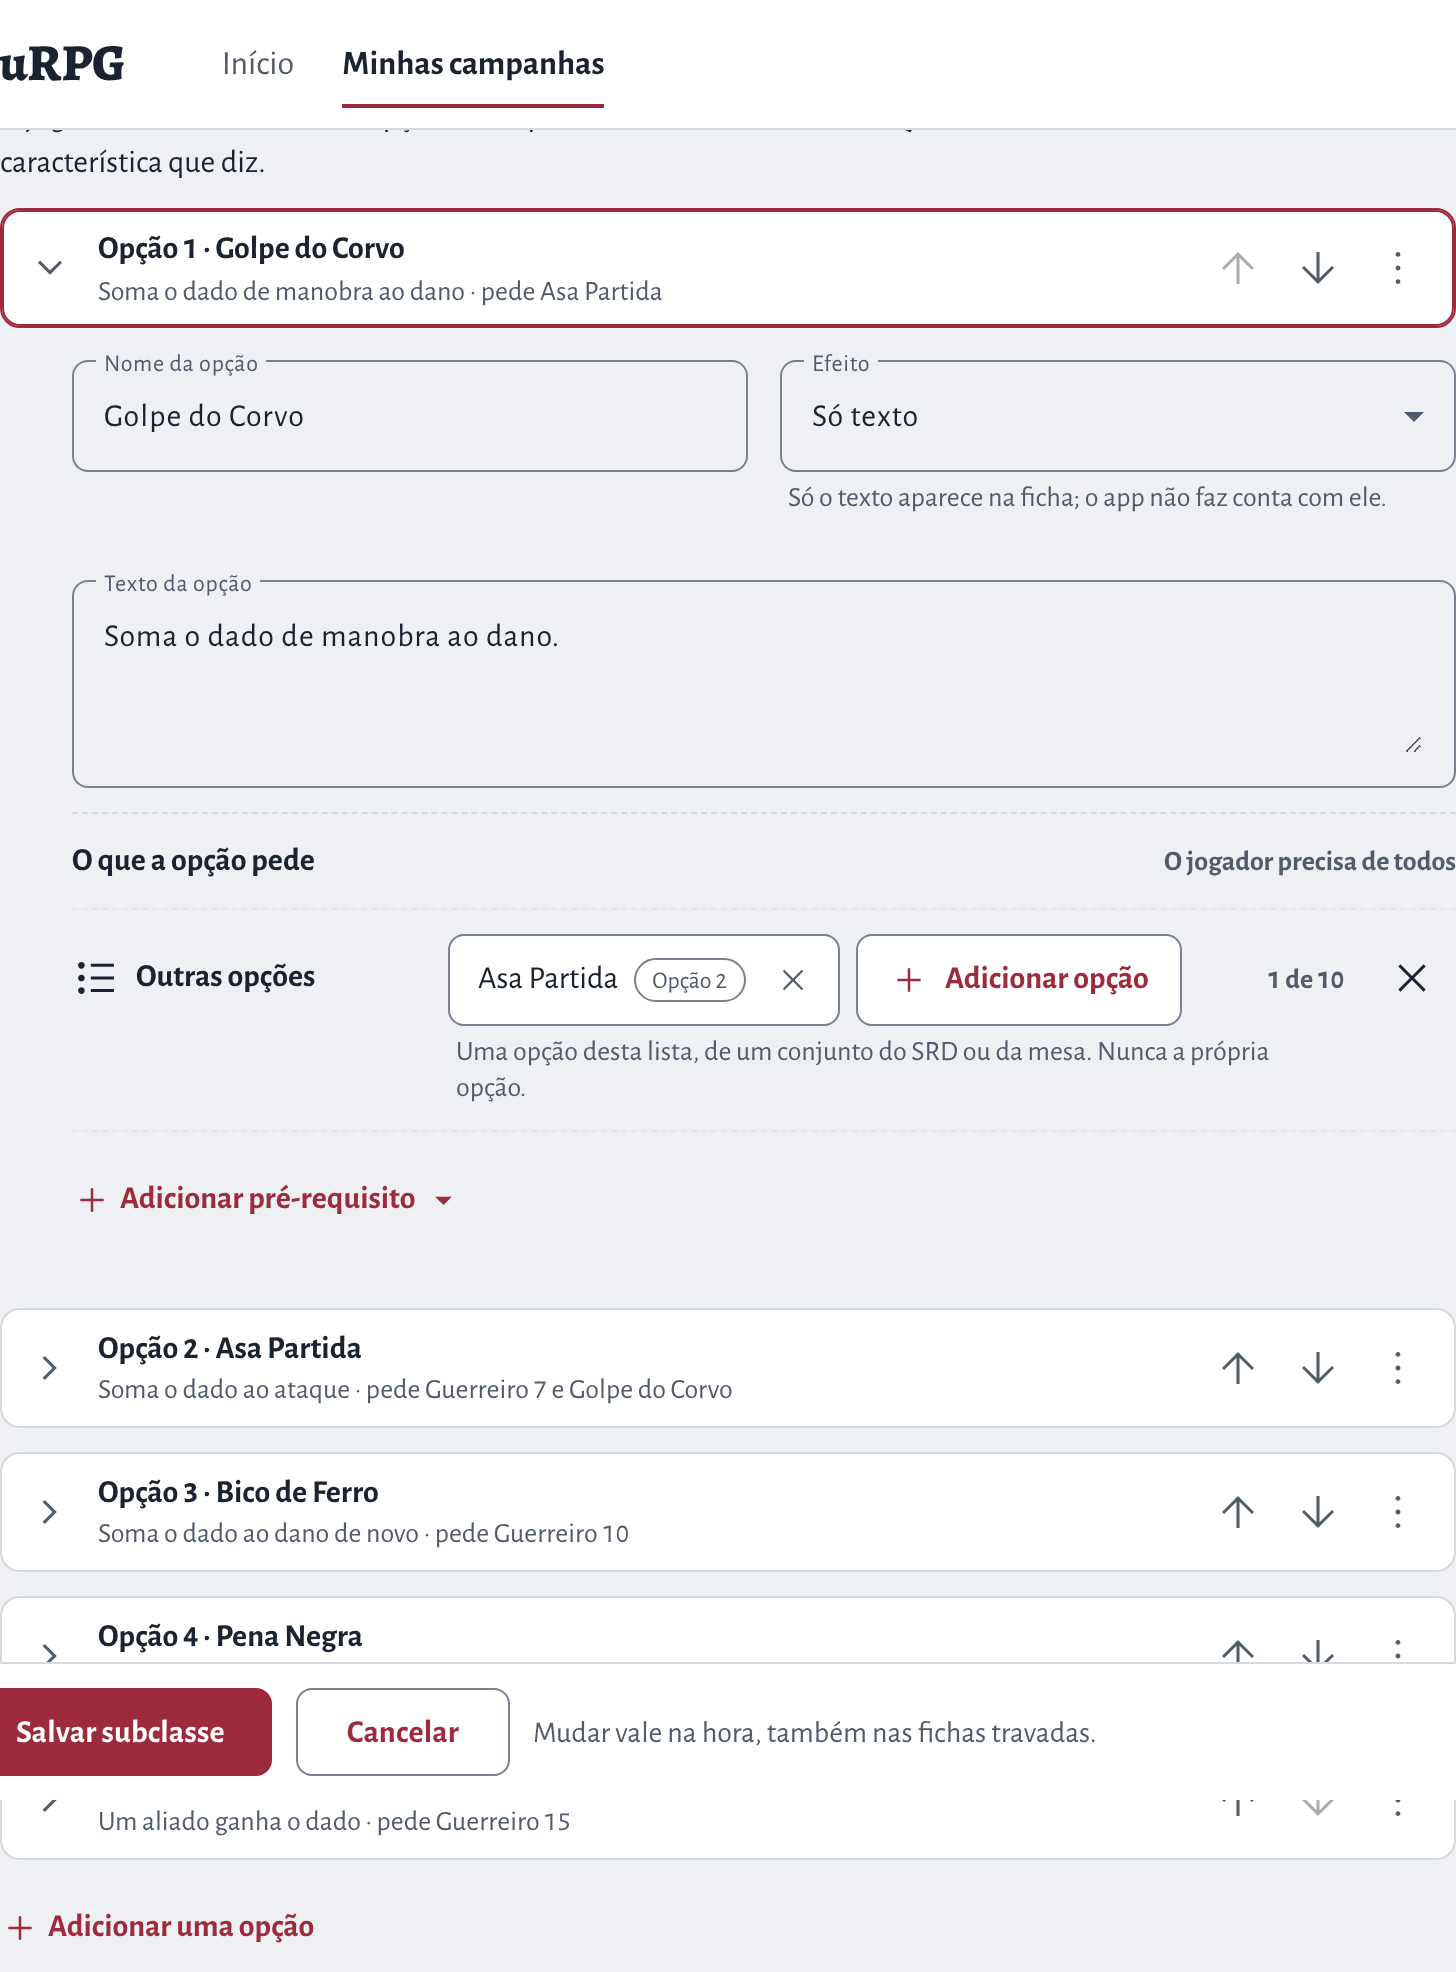 uRPG
Início
Minhas campanhas
característica que diz.
Opção 1 · Golpe do Corvo
Soma o dado de manobra ao dano · pede Asa Partida
Nome da opção
Efeito
Golpe do Corvo
Só texto
Só o texto aparece na ficha; o app não faz conta com ele.
Texto da opção
Soma o dado de manobra ao dano.
O que a opção pede
O jogador precisa de todos
Outras opções
Asa Partida
Opção 2
Adicionar opção
1 de 10
Uma opção desta lista, de um conjunto do SRD ou da mesa. Nunca a própria
opção.
Adicionar pré-requisito
Opção 2 · Asa Partida
Soma o dado ao ataque · pede Guerreiro 7 e Golpe do Corvo
Opção 3 · Bico de Ferro
Soma o dado ao dano de novo · pede Guerreiro 10
Opção 4 · Pena Negra
Salvar subclasse
Cancelar
Mudar vale na hora, também nas fichas travadas.
Um aliado ganha o dado · pede Guerreiro 15
Adicionar uma opção